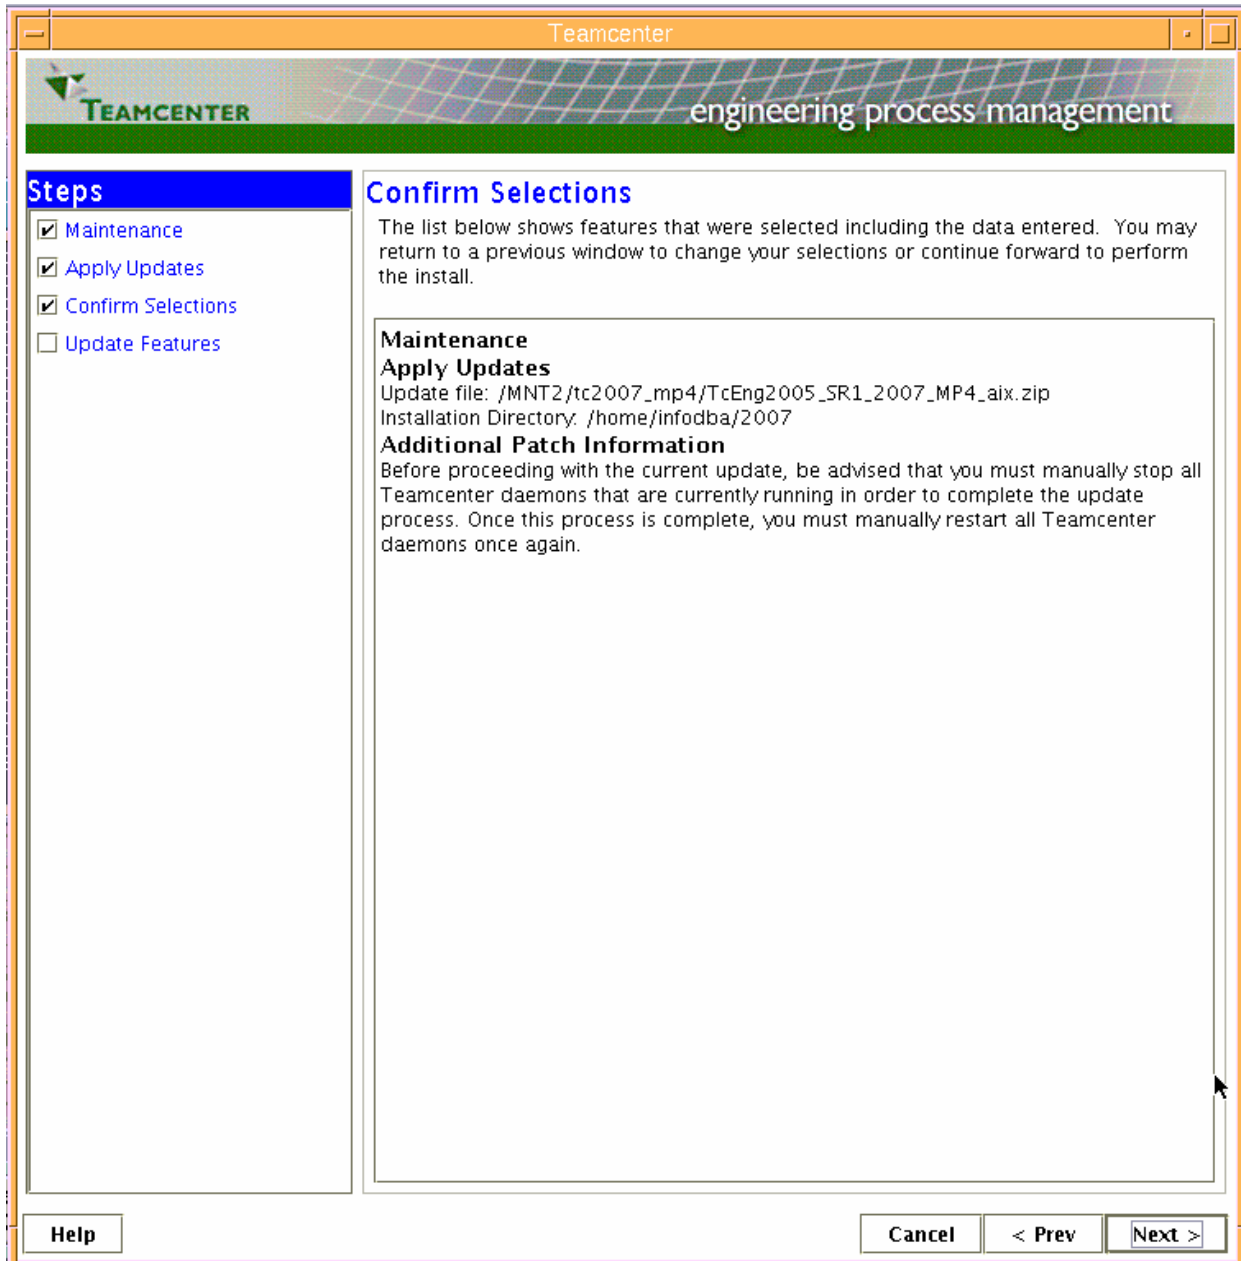 Teamcenter
TEAMCENTER
engineering process management
Steps
Maintenance
Apply Updates
Confirm Selections
Update Features
Confirm Selections
The list below shows features that were selected including the data entered. You may
return to a previous window to change your selections or continue forward to perform
the install.
Maintenance
Apply Updates
Update file: /MNT2/tc2007_mp4/TcEng2005_SR1_2007_MP4_aix.zip
Installation Directory: /home/infodba/2007
Additional Patch Information
Before proceeding with the current update, be advised that you must manually stop all
Teamcenter daemons that are currently running in order to complete the update
process. Once this process is complete, you must manually restart all Teamcenter
daemons once again.
Help
Cancel
< Prev
Next >